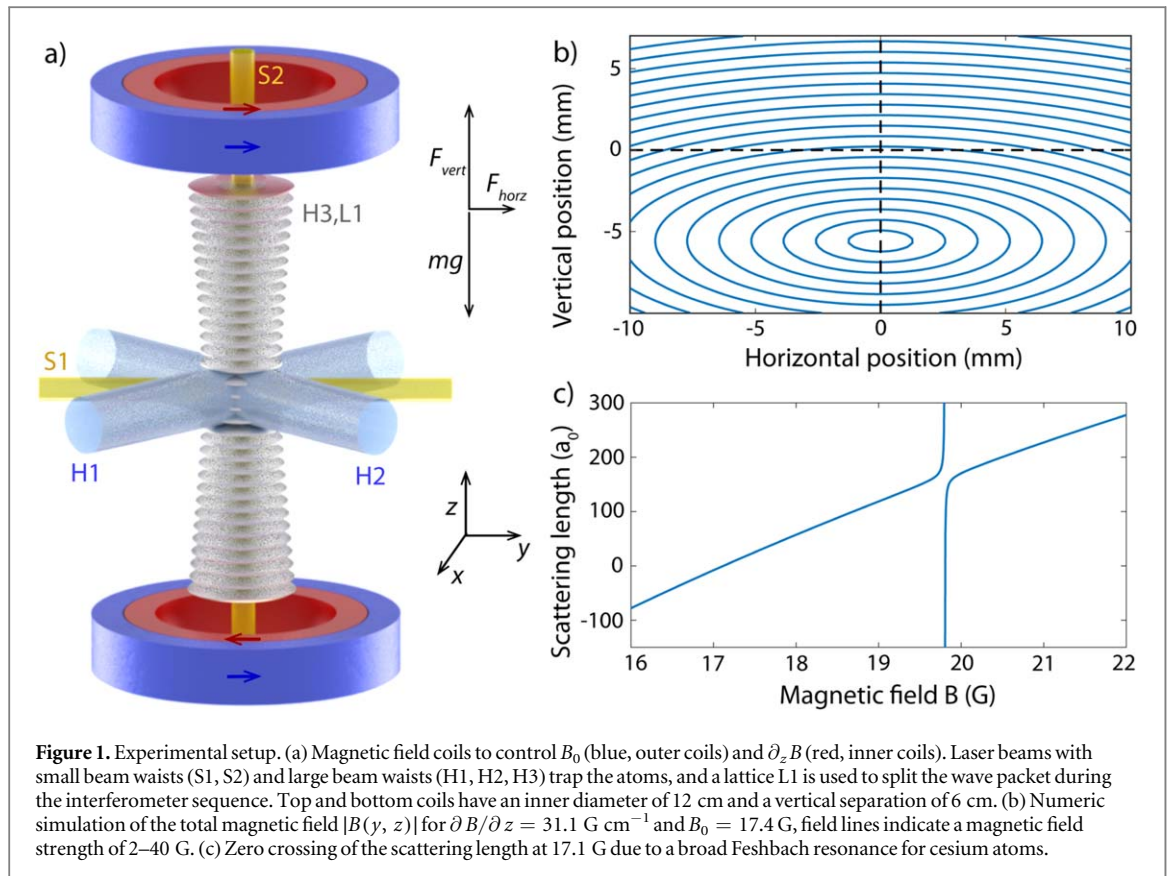 a)
S2
F vert
F horz
H3,L1
mg
S1
H1
H2
z
y
x
b)
Vertical position (mm)
5
0
-5
-10
-5
0
5
10
Horizontal position (mm)
c)
Scattering length (a0)
300
200
100
0
-100
16
17
18
19
20
21
22
Magnetic field B (G)
Figure 1. Experimental setup. (a) Magnetic field coils to control B0 (blue, outer coils) and ∂zB (red, inner coils). Laser beams with
small beam waists (S1, S2) and large beam waists (H1, H2, H3) trap the atoms, and a lattice L1 is used to split the wave packet during
the interferometer sequence. Top and bottom coils have an inner diameter of 12 cm and a vertical separation of 6 cm. (b) Numeric
simulation of the total magnetic field |B(y, z)| for ∂B/∂z = 31.1 G cm⁻¹ and B0 = 17.4 G, field lines indicate a magnetic field
strength of 2–40 G. (c) Zero crossing of the scattering length at 17.1 G due to a broad Feshbach resonance for cesium atoms.